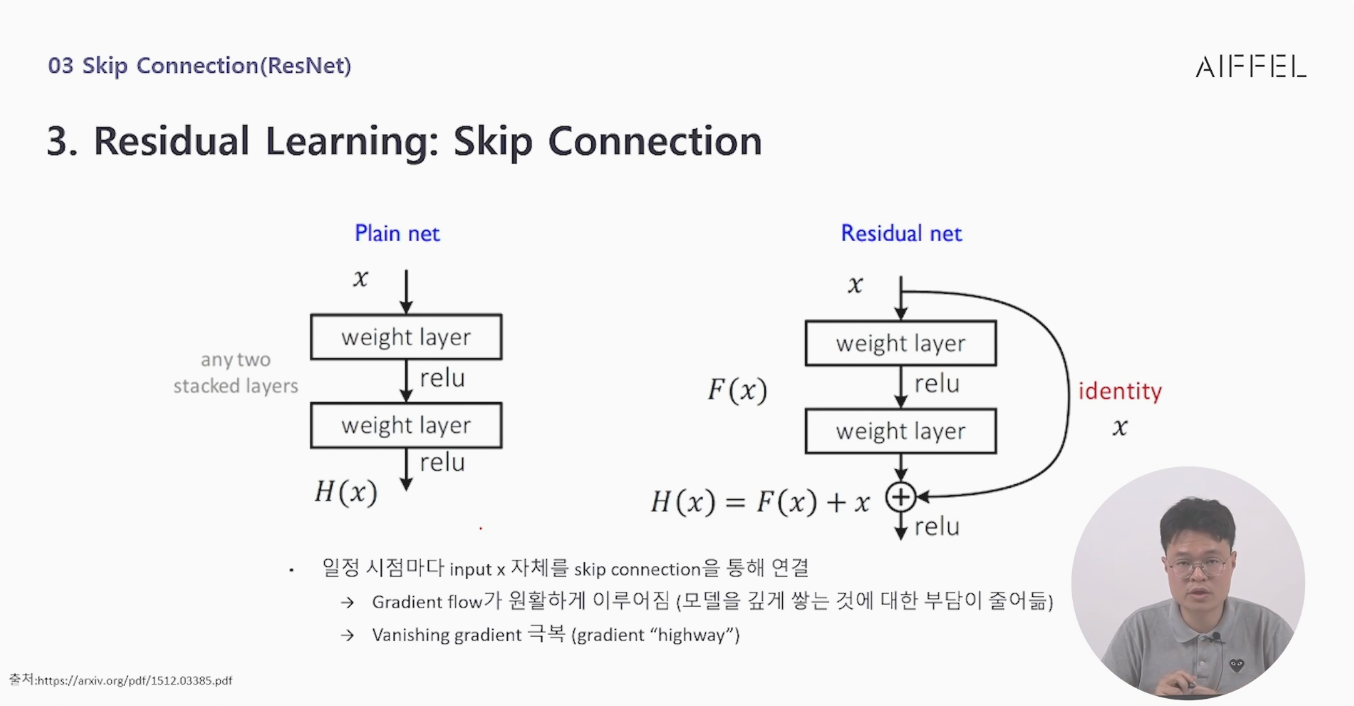 03 Skip Connection(ResNet)
AIFFEL
3. Residual Learning: Skip Connection
Plain net
x
weight layer
any two
stacked layers
relu
weight layer
relu
H(x)
Residual net
x
weight layer
F(x)
relu
identity
x
weight layer
H(x) = F(x) + x
relu
• 일정 시점마다 input x 자체를 skip connection을 통해 연결
→ Gradient flow가 원활하게 이루어짐 (모델을 깊게 쌓는 것에 대한 부담이 줄어듦)
→ Vanishing gradient 극복 (gradient “highway”)
출처:https://arxiv.org/pdf/1512.03385.pdf